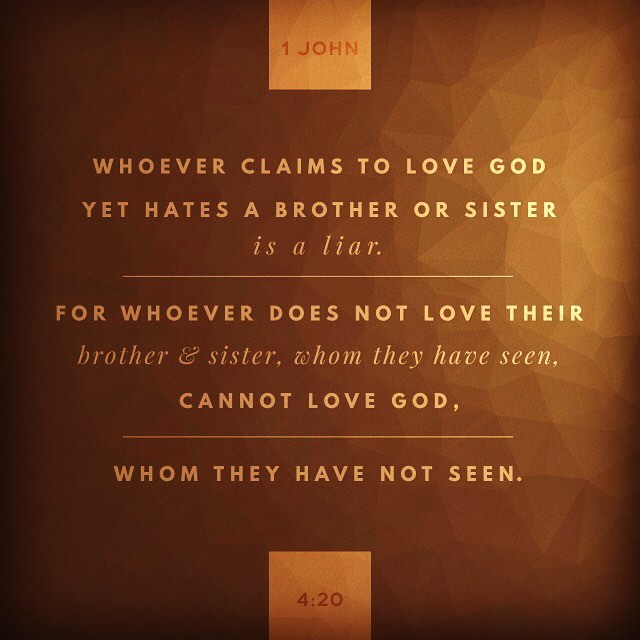 1 JOHN
WHOEVER CLAIMS TO LOVE GOD
YET HATES A BROTHER OR SISTER
is a liar.
FOR WHOEVER DOES NOT LOVE THEIR
brother & sister, whom they have seen,
CANNOT LOVE GOD,
WHOM THEY HAVE NOT SEEN.
4:20